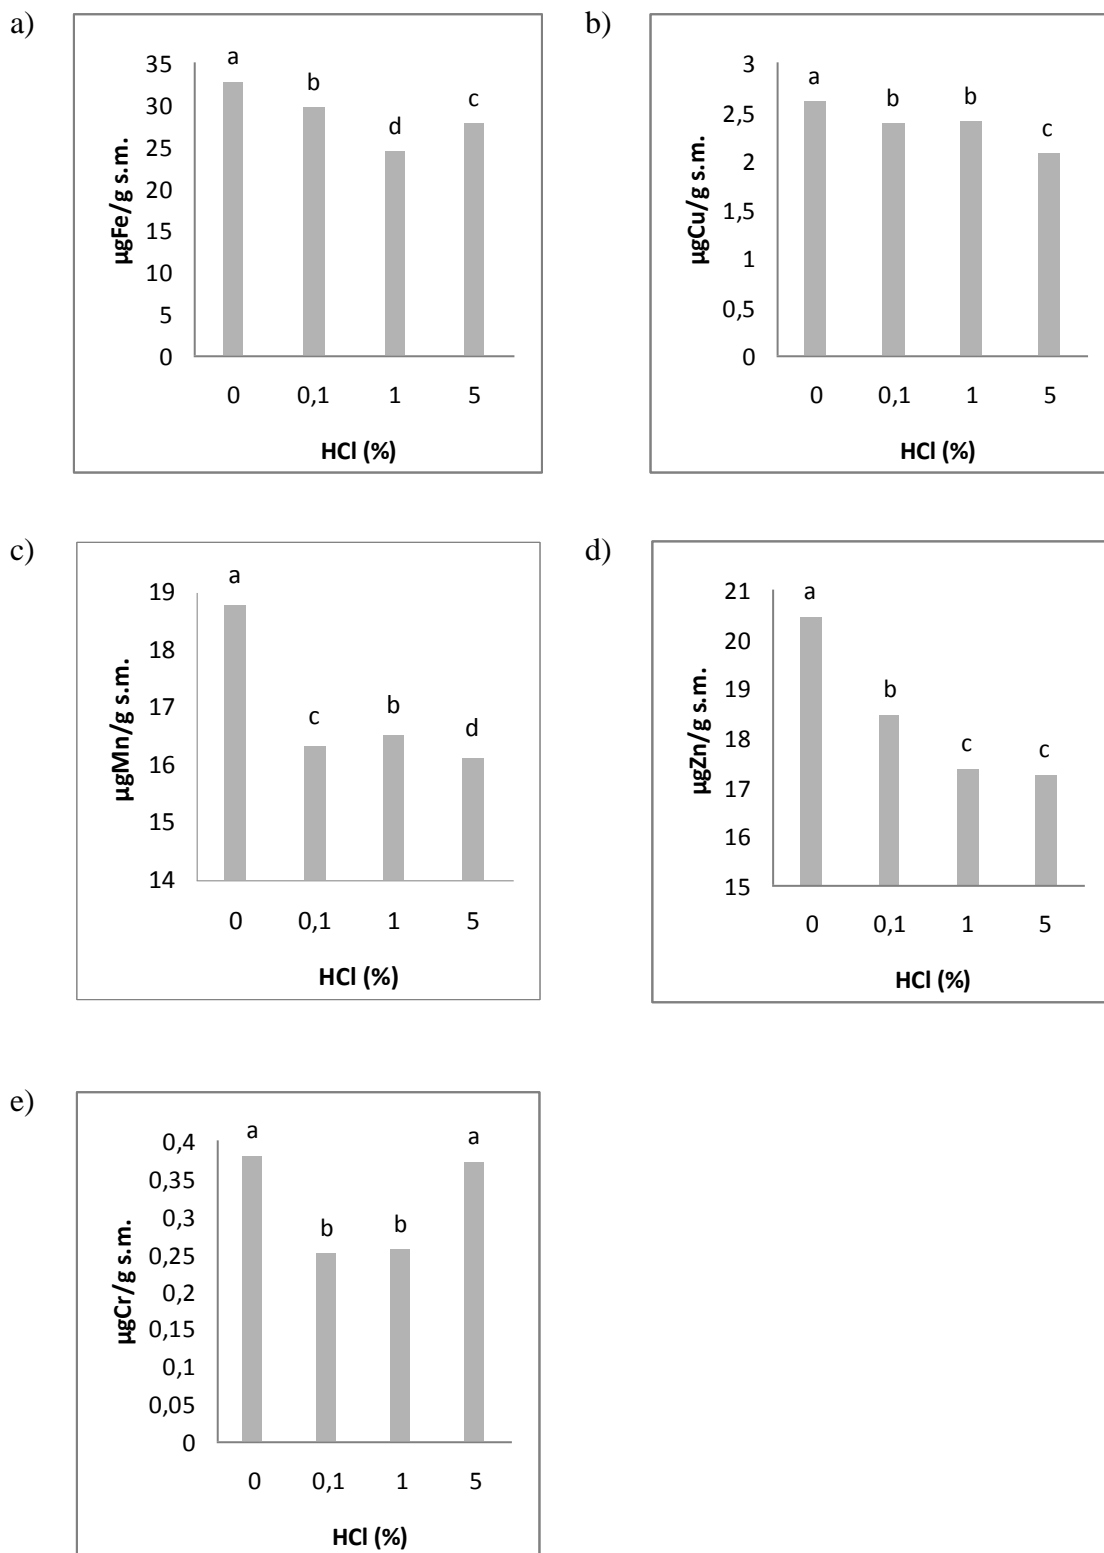 a)
µgFe/g s.m.
35
30
25
20
15
10
5
0
a
b
d
c
0 0,1 1 5
HCl (%)
b)
µgCu/g s.m.
3
2,5
2
1,5
1
0,5
0
a
b
b
c
0 0,1 1 5
HCl (%)
c)
µgMn/g s.m.
19
18
17
16
15
14
a
c
b
d
0 0,1 1 5
HCl (%)
d)
µgZn/g s.m.
21
20
19
18
17
16
15
a
b
c
c
0 0,1 1 5
HCl (%)
e)
µgCr/g s.m.
0,4
0,35
0,3
0,25
0,2
0,15
0,1
0,05
0
a
b
b
a
0 0,1 1 5
HCl (%)